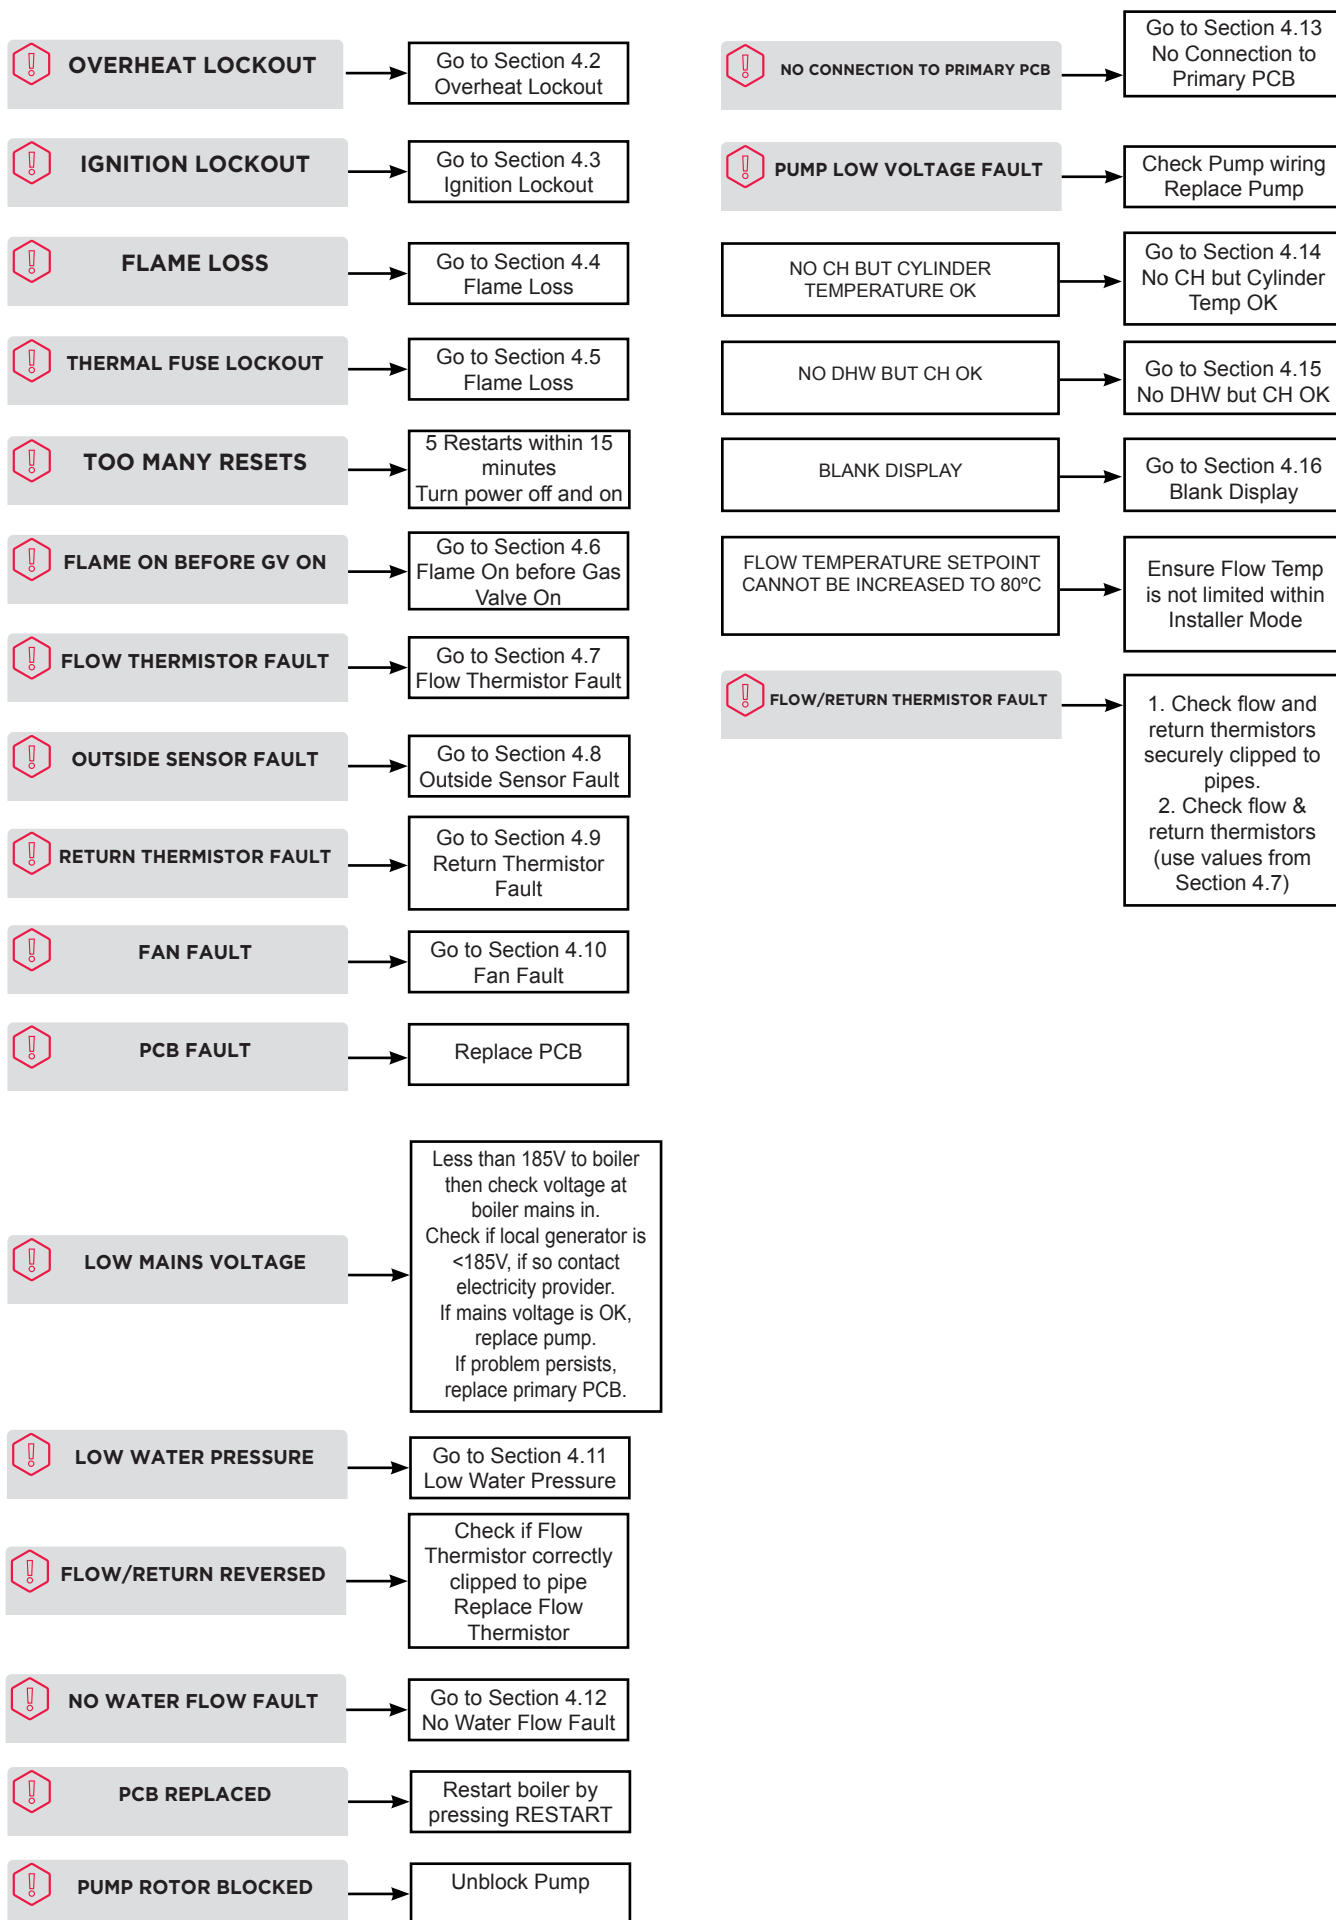 OVERHEAT LOCKOUT
Go to Section 4.2
Overheat Lockout
IGNITION LOCKOUT
Go to Section 4.3
Ignition Lockout
FLAME LOSS
Go to Section 4.4
Flame Loss
THERMAL FUSE LOCKOUT
Go to Section 4.5
Flame Loss
TOO MANY RESETS
5 Restarts within 15
minutes
Turn power off and on
FLAME ON BEFORE GV ON
Go to Section 4.6
Flame On before Gas
Valve On
FLOW THERMISTOR FAULT
Go to Section 4.7
Flow Thermistor Fault
OUTSIDE SENSOR FAULT
Go to Section 4.8
Outside Sensor Fault
RETURN THERMISTOR FAULT
Go to Section 4.9
Return Thermistor
Fault
FAN FAULT
Go to Section 4.10
Fan Fault
PCB FAULT
Replace PCB
LOW MAINS VOLTAGE
Less than 185V to boiler
then check voltage at
boiler mains in.
Check if local generator is
<185V, if so contact
electricity provider.
If mains voltage is OK,
replace pump.
If problem persists,
replace primary PCB.
LOW WATER PRESSURE
Go to Section 4.11
Low Water Pressure
FLOW/RETURN REVERSED
Check if Flow
Thermistor correctly
clipped to pipe
Replace Flow
Thermistor
NO WATER FLOW FAULT
Go to Section 4.12
No Water Flow Fault
PCB REPLACED
Restart boiler by
pressing RESTART
PUMP ROTOR BLOCKED
Unblock Pump
NO CONNECTION TO PRIMARY PCB
Go to Section 4.13
No Connection to
Primary PCB
PUMP LOW VOLTAGE FAULT
Check Pump wiring
Replace Pump
NO CH BUT CYLINDER
TEMPERATURE OK
Go to Section 4.14
No CH but Cylinder
Temp OK
NO DHW BUT CH OK
Go to Section 4.15
No DHW but CH OK
BLANK DISPLAY
Go to Section 4.16
Blank Display
FLOW TEMPERATURE SETPOINT
CANNOT BE INCREASED TO 80ºC
Ensure Flow Temp
is not limited within
Installer Mode
FLOW/RETURN THERMISTOR FAULT
1. Check flow and
return thermistors
securely clipped to
pipes.
2. Check flow &
return thermistors
(use values from
Section 4.7)